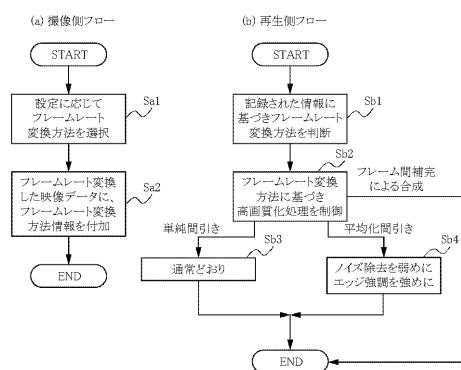 (a) 撮像側フロー
START
設定に応じて
フレームレート
変換方法を選択
Sa1
フレームレート変換
した映像データに、
フレームレート変換
方法情報を付加
Sa2
END
(b) 再生側フロー
START
記録された情報に
基づきフレームレート
変換方法を判断
Sb1
フレームレート変換
方法に基づき
高画質化処理を制御
Sb2
フレーム間補完
による合成
単純間引き
平均化間引き
通常どおり
Sb3
ノイズ除去を弱めに
エッジ強調を強めに
Sb4
END